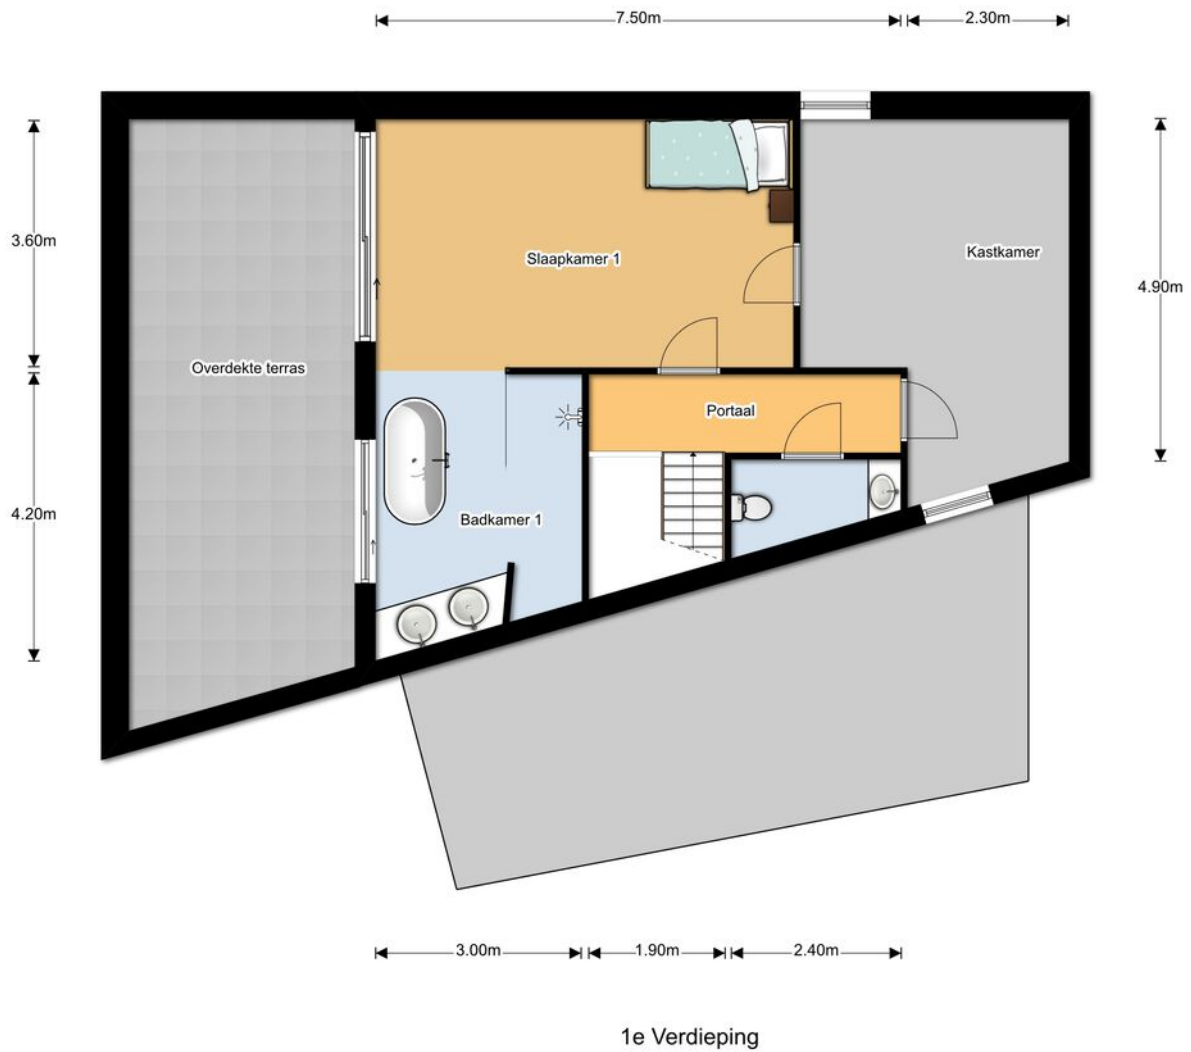 7.50m
2.30m
3.60m
Slaapkamer 1
Kastkamer
4.90m
Overdekte terras
Portaal
4.20m
Badkamer 1
3.00m
1.90m
2.40m
1e Verdieping